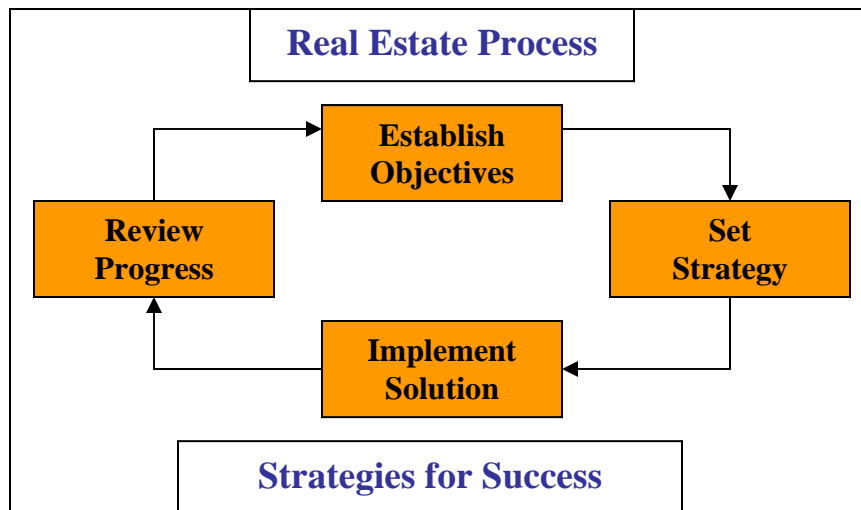 Real Estate Process
Establish
Objectives
Review
Progress
Set
Strategy
Implement
Solution
Strategies for Success